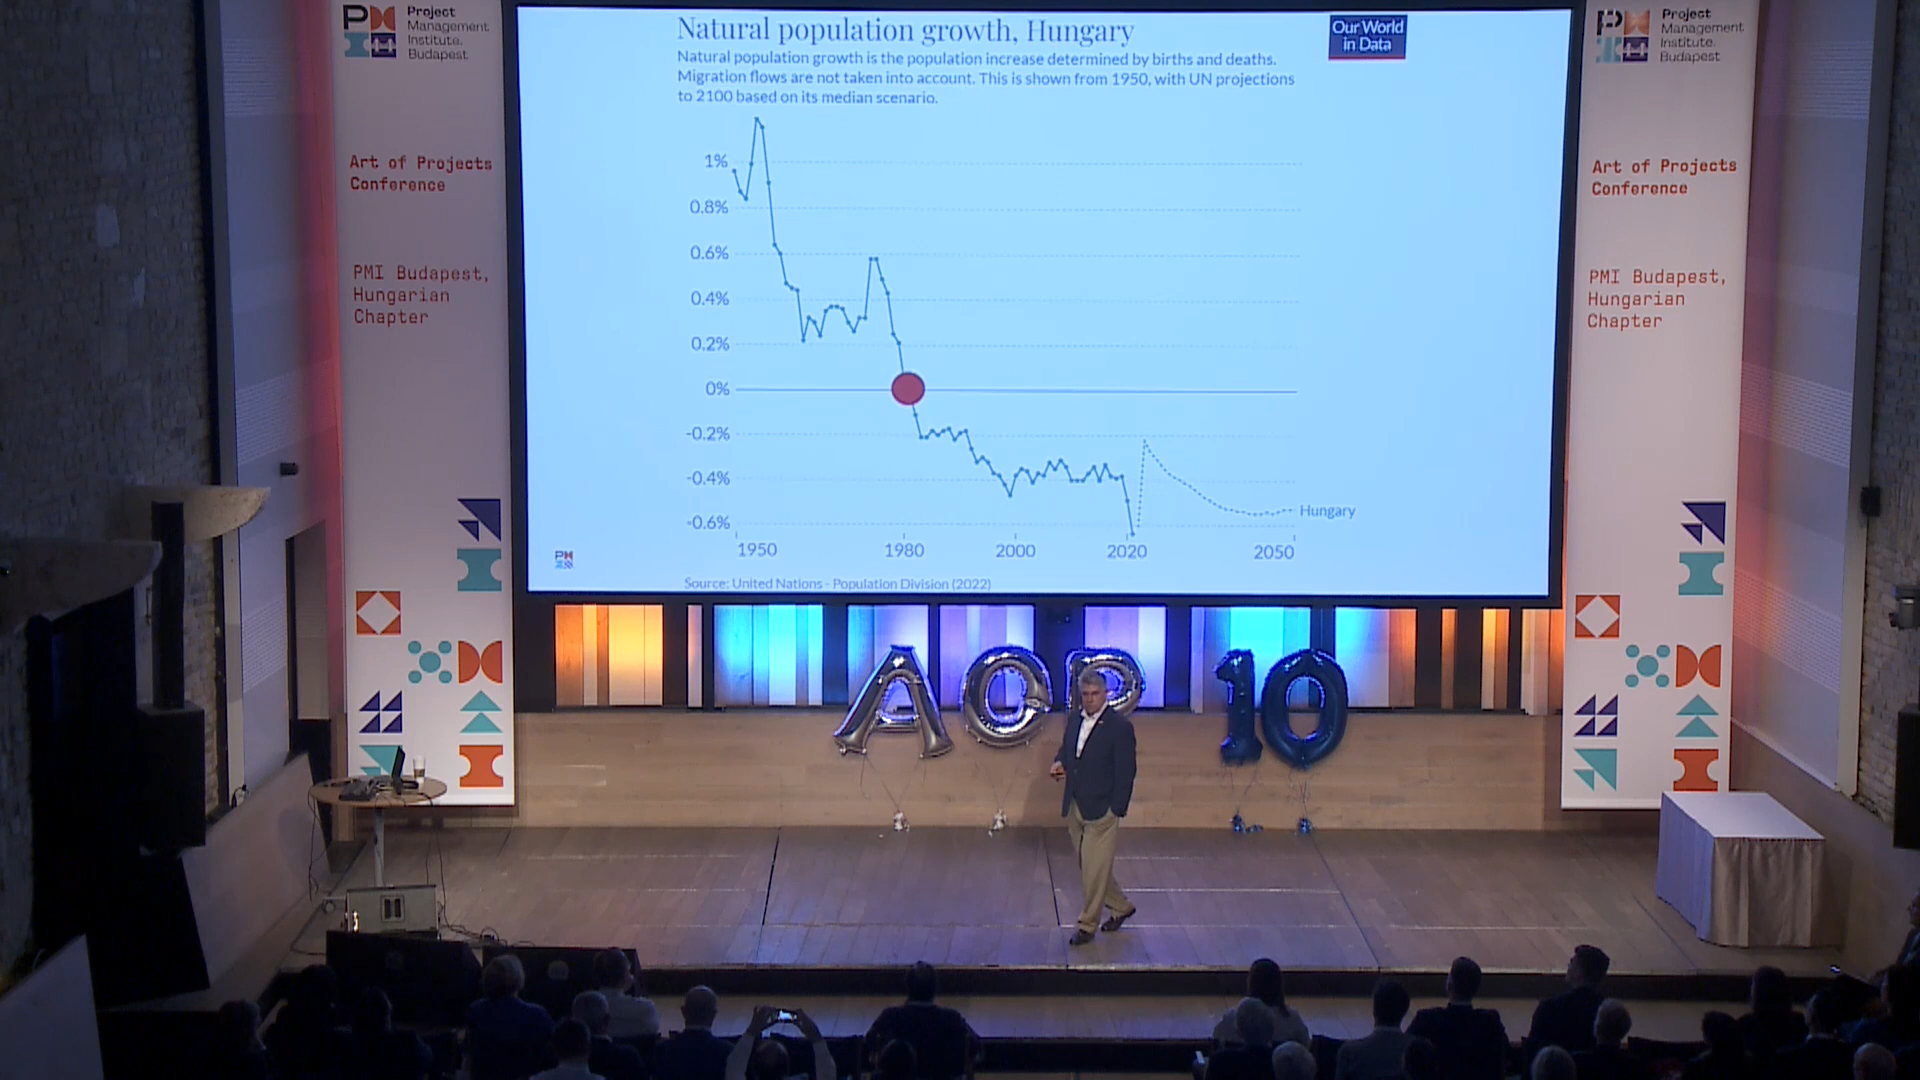 Project
Management
Institute.
Budapest
Art of Projects
Conference
PMI Budapest,
Hungarian
Chapter
Natural population growth, Hungary
Our World
in Data
Natural population growth is the population increase determined by births and deaths.
Migration flows are not taken into account. This is shown from 1950, with UN projections
to 2100 based on its median scenario.
1%
0.8%
0.6%
0.4%
0.2%
0%
-0.2%
-0.4%
-0.6%
Hungary
1950
1980
2000
2020
2050
Source: United Nations - Population Division (2022)
Project
Management
Institute.
Budapest
Art of Projects
Conference
PMI Budapest,
Hungarian
Chapter
AOP 10